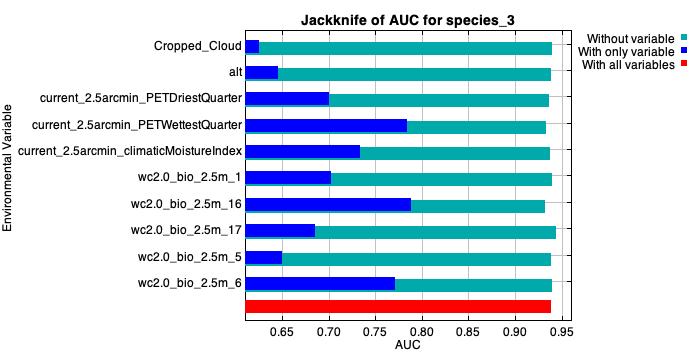 Jackknife of AUC for species_3
Without variable
With only variable
With all variables
Environmental Variable
Cropped_Cloud
alt
current_2.5arcmin_PETDriestQuarter
current_2.5arcmin_PETWettestQuarter
current_2.5arcmin_climaticMoistureIndex
wc2.0_bio_2.5m_1
wc2.0_bio_2.5m_16
wc2.0_bio_2.5m_17
wc2.0_bio_2.5m_5
wc2.0_bio_2.5m_6
0.65 0.70 0.75 0.80 0.85 0.90 0.95
AUC